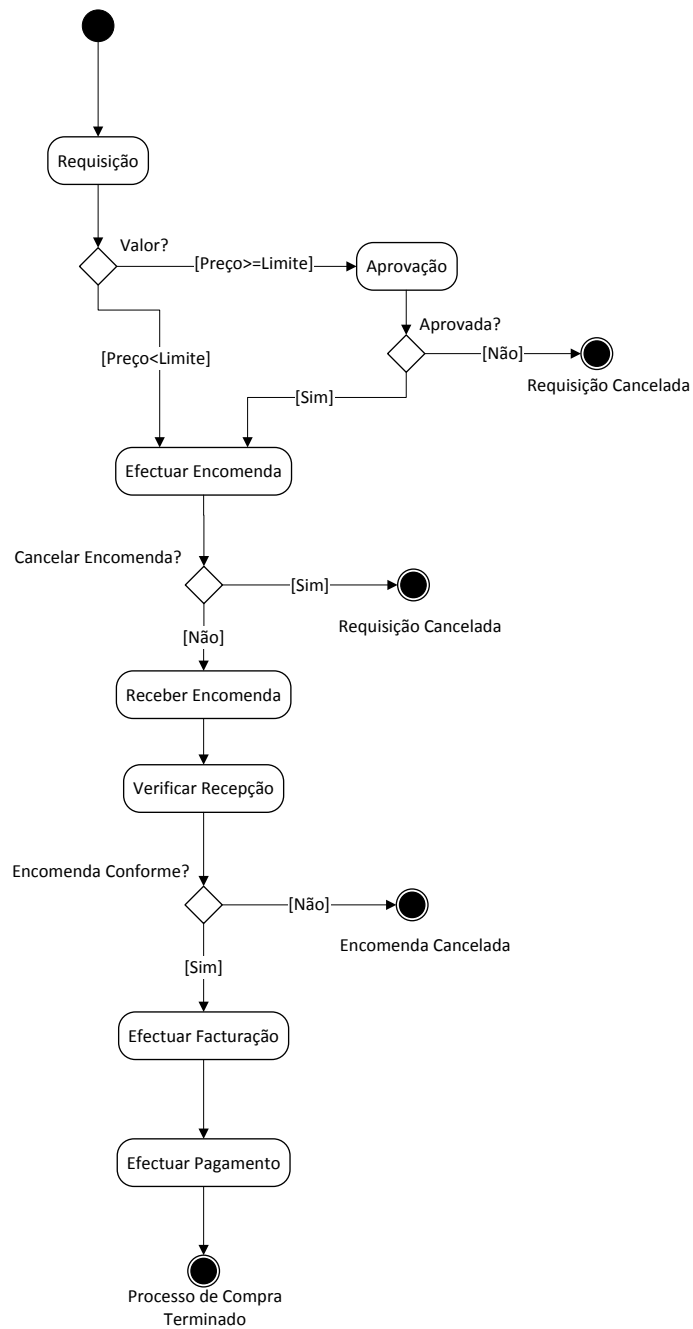 Requisição
Valor?
[Preço>=Limite]
Aprovação
Aprovada?
[Preço<Limite]
[Não]
Requisição Cancelada
[Sim]
Efectuar Encomenda
Cancelar Encomenda?
[Sim]
Requisição Cancelada
[Não]
Receber Encomenda
Verificar Recepção
Encomenda Conforme?
[Não]
Encomenda Cancelada
[Sim]
Efectuar Facturação
Efectuar Pagamento
Processo de Compra
Terminado